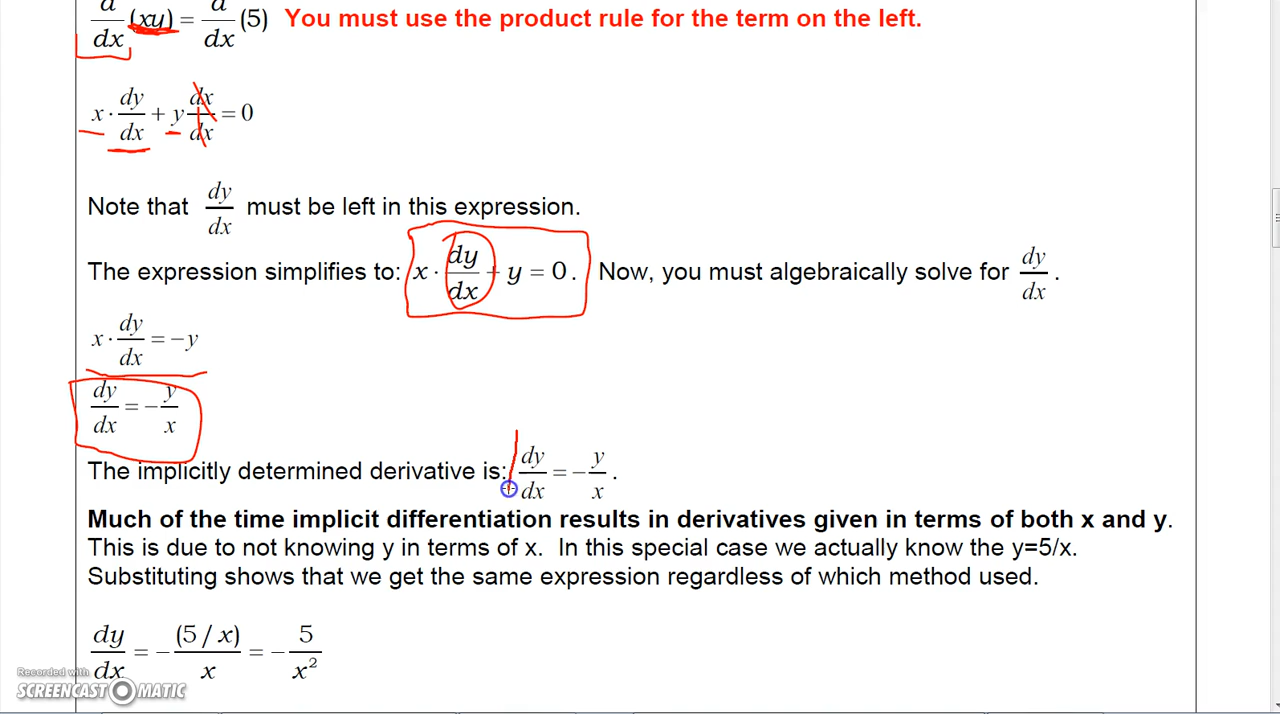 d/dx (xy) = d/dx (5) You must use the product rule for the term on the left.
x · dy/dx + y dx/dx = 0
Note that dy/dx must be left in this expression.
The expression simplifies to: x · dy/dx + y = 0. Now, you must algebraically solve for dy/dx.
x · dy/dx = −y
dy/dx = −y/x
The implicitly determined derivative is: dy/dx = −y/x.
Much of the time implicit differentiation results in derivatives given in terms of both x and y.
This is due to not knowing y in terms of x. In this special case we actually know the y=5/x.
Substituting shows that we get the same expression regardless of which method used.
dy/dx = −(5 / x)/x = −5/x²
Recorded with
SCREENCAST-O-MATIC